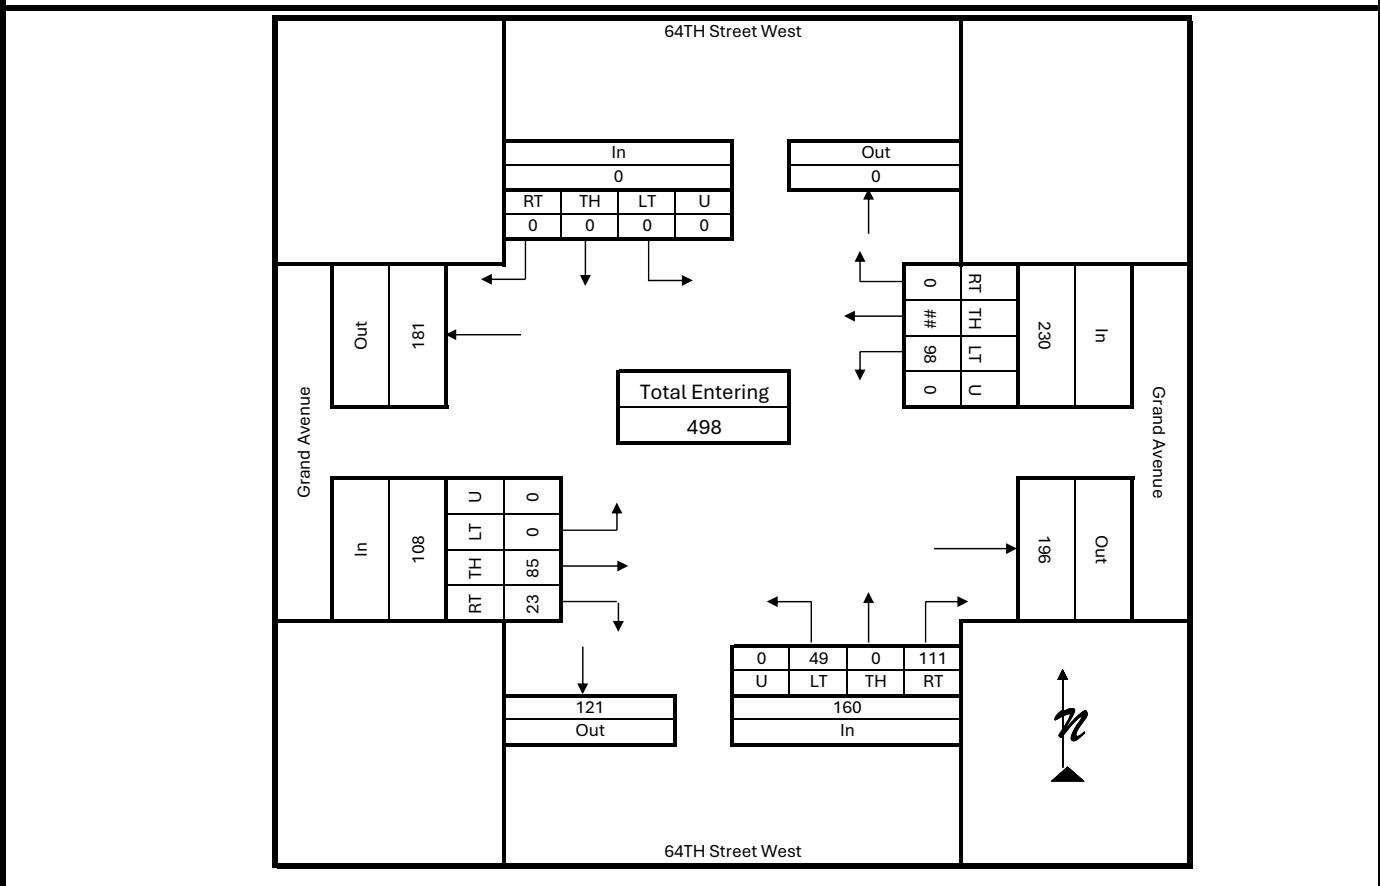 64TH Street West
In
0
RT TH LT U
0 0 0 0
Out
0
Out
181
Grand Avenue
0 RT
## TH
98 LT
0 U
230
In
Grand Avenue
Total Entering
498
In
108
U 0
LT 0
TH 85
RT 23
196
Out
121
Out
0 49 0 111
U LT TH RT
160
In
N
64TH Street West